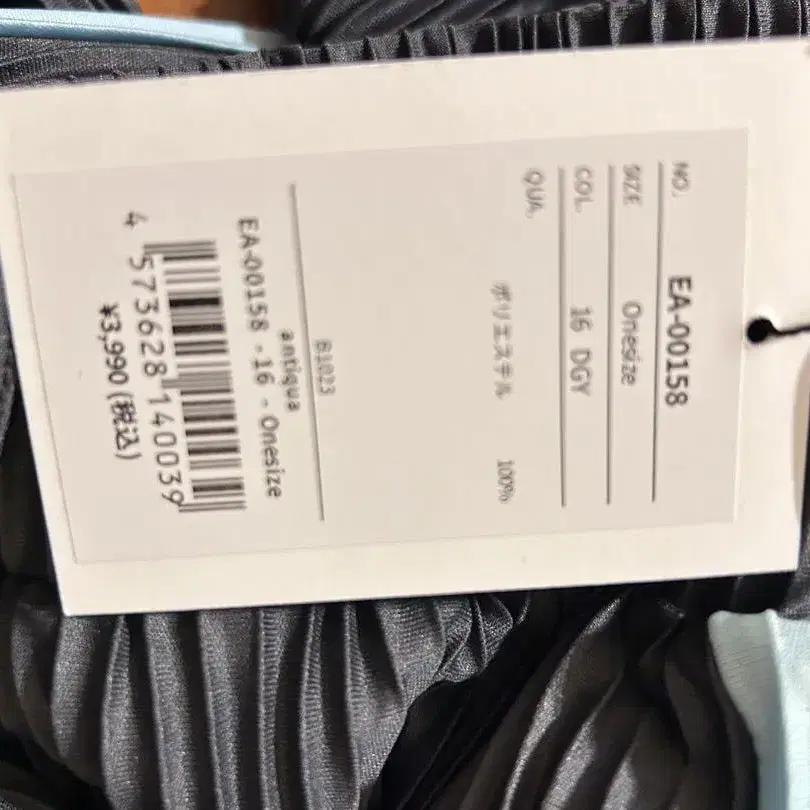 NO. EA-00158
SIZE Onesize
COL. 16 DGY
QUA.
ポリエステル 100%
B1023
antiqua
EA-00158 -16 - Onesize
4 573628 140039
¥3,990 (税込)